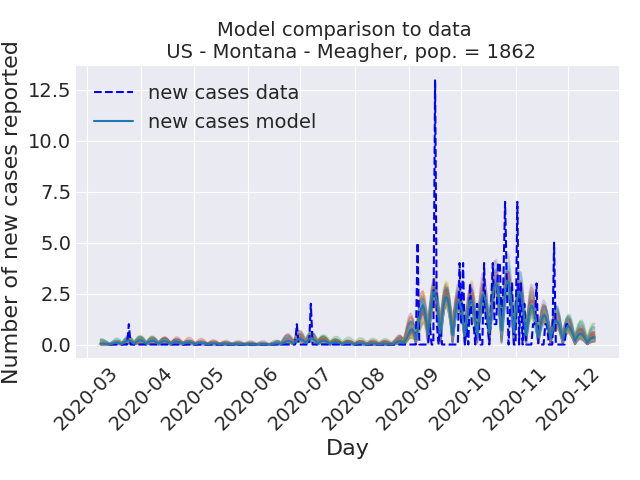 Model comparison to data
US - Montana - Meagher, pop. = 1862
Number of new cases reported
12.5
10.0
7.5
5.0
2.5
0.0
new cases data
new cases model
2020-03
2020-04
2020-05
2020-06
2020-07
2020-08
2020-09
2020-10
2020-11
2020-12
Day